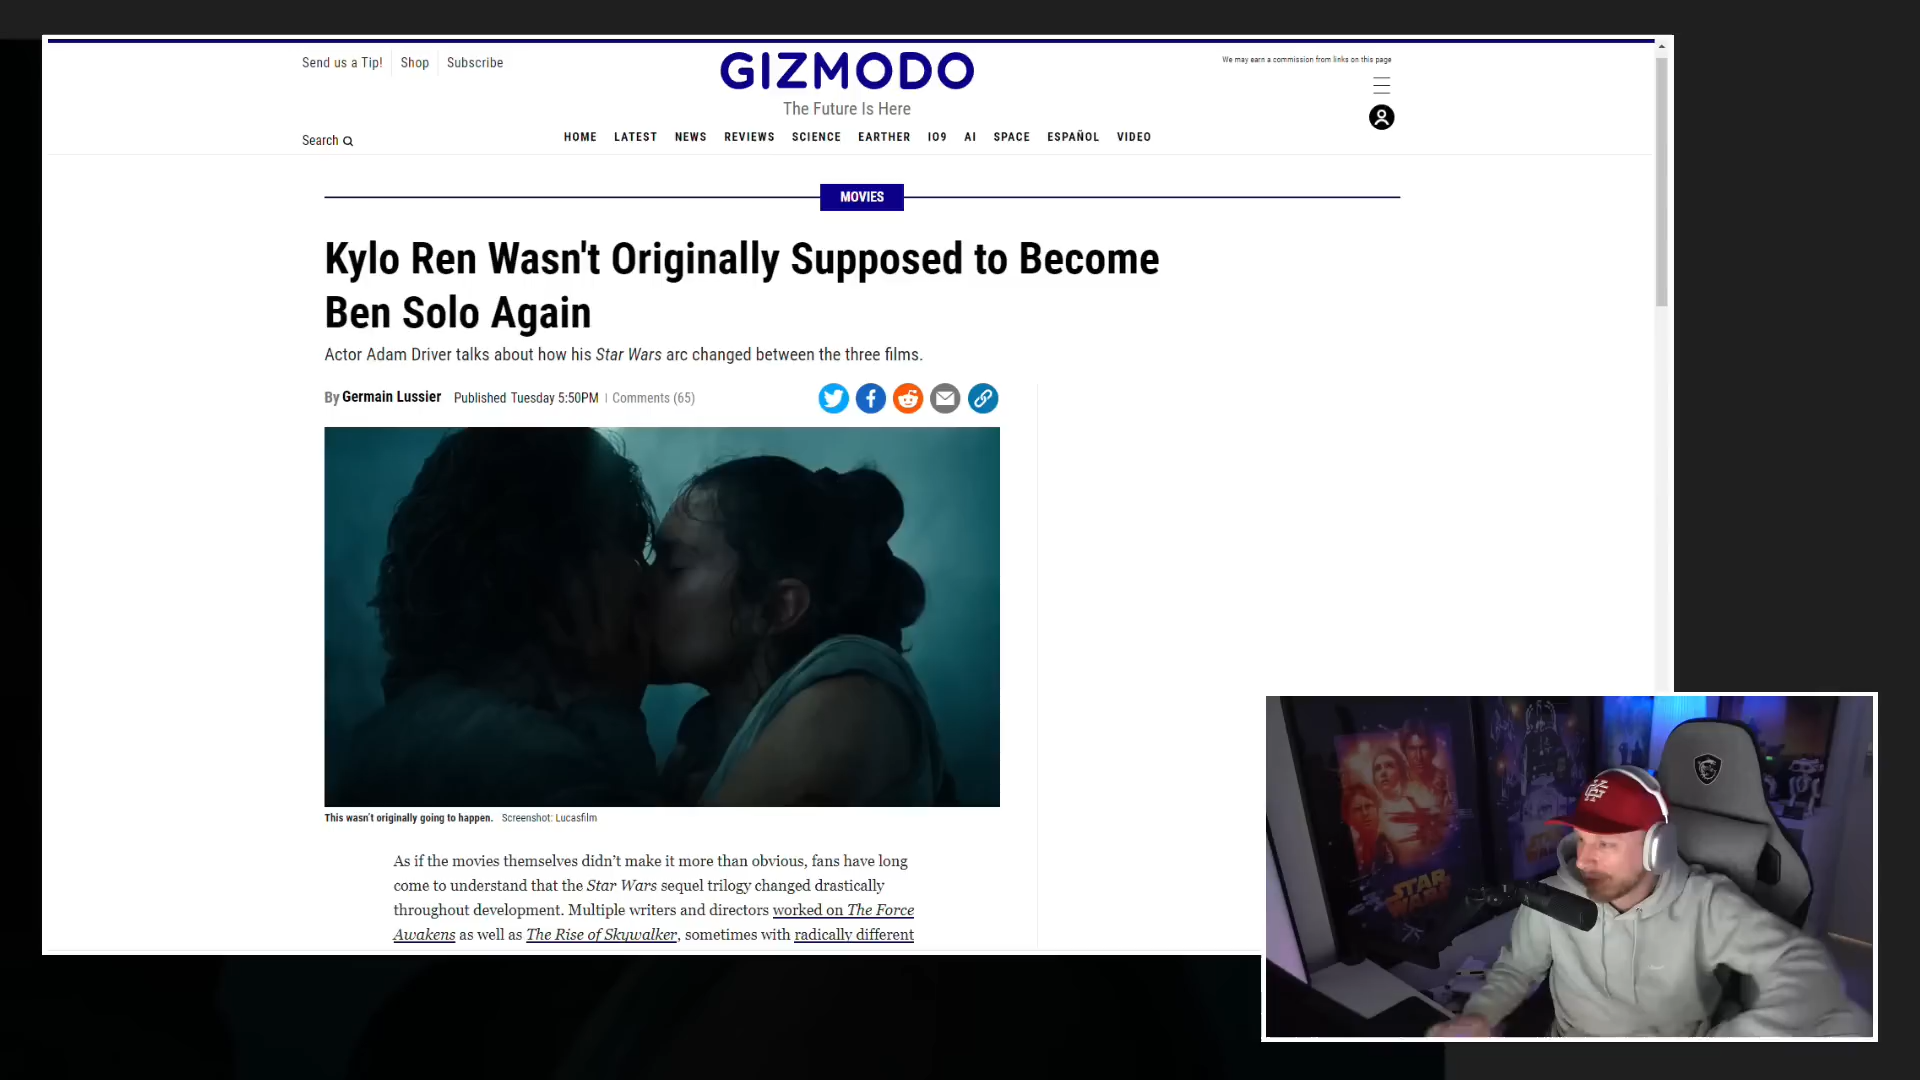 Send us a Tip!
Shop
Subscribe
GIZMODO
The Future Is Here
We may earn a commission from links on this page
Search
HOME LATEST NEWS REVIEWS SCIENCE EARTHER IO9 AI SPACE ESPAÑOL VIDEO
MOVIES
Kylo Ren Wasn't Originally Supposed to Become
Ben Solo Again
Actor Adam Driver talks about how his Star Wars arc changed between the three films.
By Germain Lussier Published Tuesday 5:50PM | Comments (65)
This wasn't originally going to happen. Screenshot: Lucasfilm
As if the movies themselves didn’t make it more than obvious, fans have long
come to understand that the Star Wars sequel trilogy changed drastically
throughout development. Multiple writers and directors worked on The Force
Awakens as well as The Rise of Skywalker, sometimes with radically different
STAR
WARS